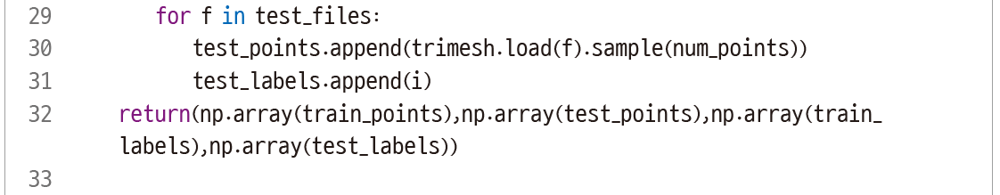 29 for f in test_files:
30 test_points.append(trimesh.load(f).sample(num_points))
31 test_labels.append(i)
32 return(np.array(train_points),np.array(test_points),np.array(train_
labels),np.array(test_labels))
33